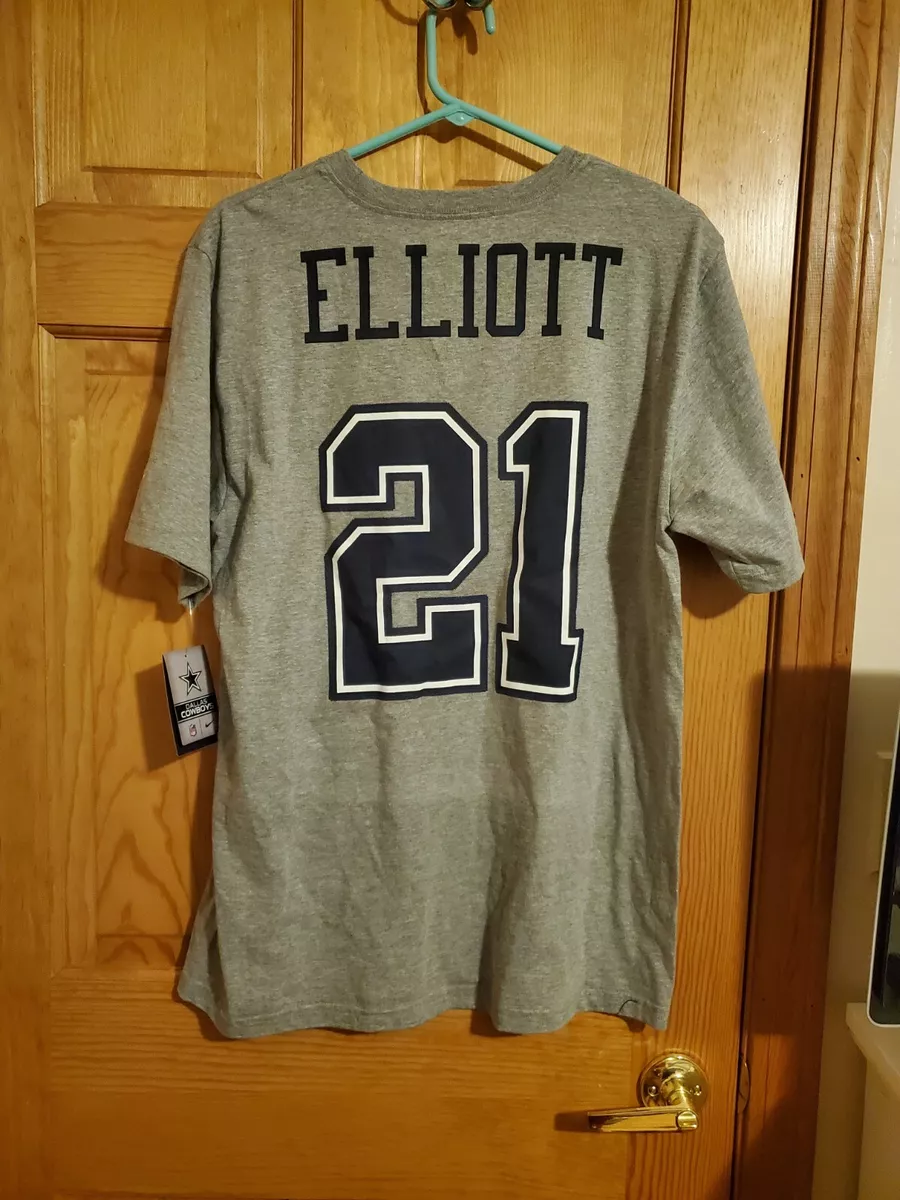 ELLIOTT
21
DALLAS
COWBOYS